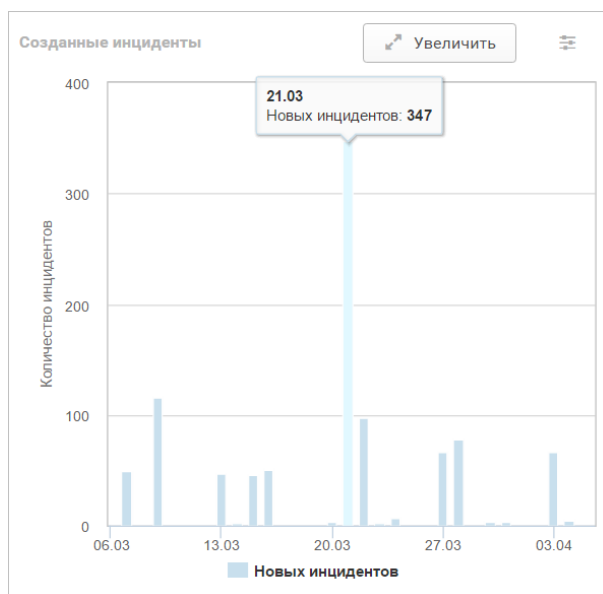 Созданные инциденты
Увеличить
400
21.03
Новых инцидентов: 347
300
200
100
0
Количество инцидентов
06.03 13.03 20.03 27.03 03.04
Новых инцидентов